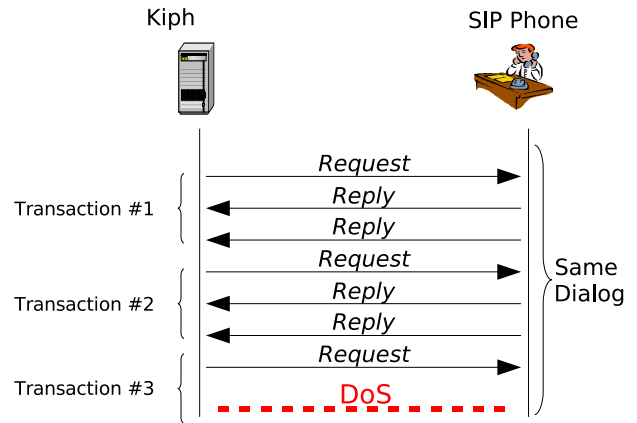 Kiph
SIP Phone
Request
Reply
Transaction #1
Reply
Request
Same
Dialog
Reply
Transaction #2
Reply
Request
Transaction #3
DoS